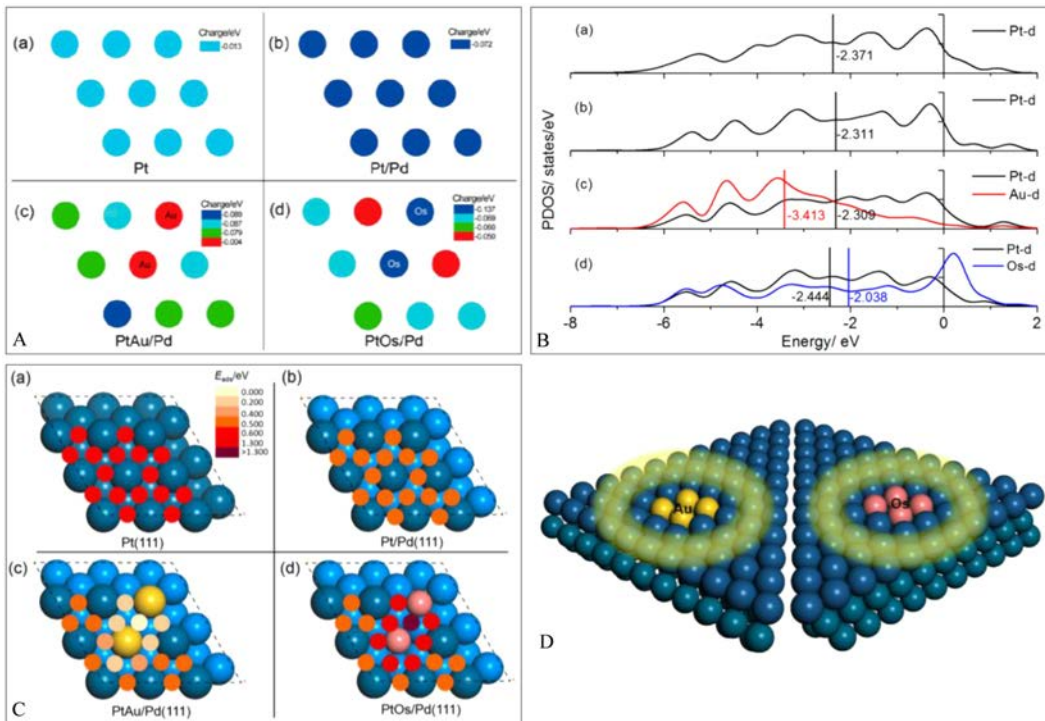 (a)
Charge/eV
-0.013
Pt
(b)
Charge/eV
-0.072
Pt/Pd
(c)
Au
Au
Charge/eV
-0.089
-0.087
-0.079
-0.004
PtAu/Pd
(d)
Os
Os
Charge/eV
-0.137
-0.069
-0.060
-0.050
PtOs/Pd
A
PDOS/ states/eV
(a)
Pt-d
-2.371
(b)
Pt-d
-2.311
(c)
Pt-d
Au-d
-3.413
-2.309
(d)
Pt-d
Os-d
-2.444
-2.038
-8 -6 -4 -2 0 2
Energy/ eV
B
(a)
Eads/eV
0.000
0.200
0.400
0.500
0.600
1.300
>1.300
Pt(111)
(b)
Pt/Pd(111)
(c)
PtAu/Pd(111)
(d)
PtOs/Pd(111)
C
Au
Os
D